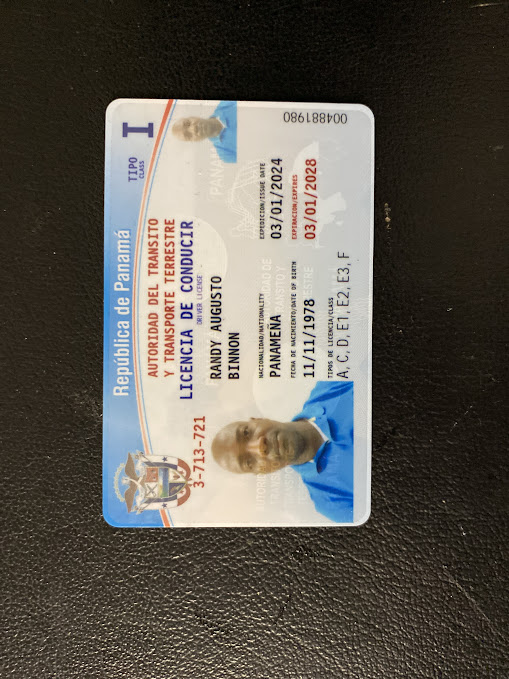 República de Panamá
AUTORIDAD DEL TRANSITO
Y TRANSPORTE TERRESTRE
LICENCIA DE CONDUCIR
DRIVER LICENSE
TIPO
CLASS
I
3-713-721
RANDY AUGUSTO
BINNON
NACIONALIDAD/NATIONALITY
PANAMEÑA
EXPEDICION/ISSUE DATE
03/01/2024
FECHA DE NACIMIENTO/DATE OF BIRTH
11/11/1978
EXPIRACION/EXPIRES
03/01/2028
TIPOS DE LICENCIA/CLASS
A, C, D, E1, E2, E3, F
004881980